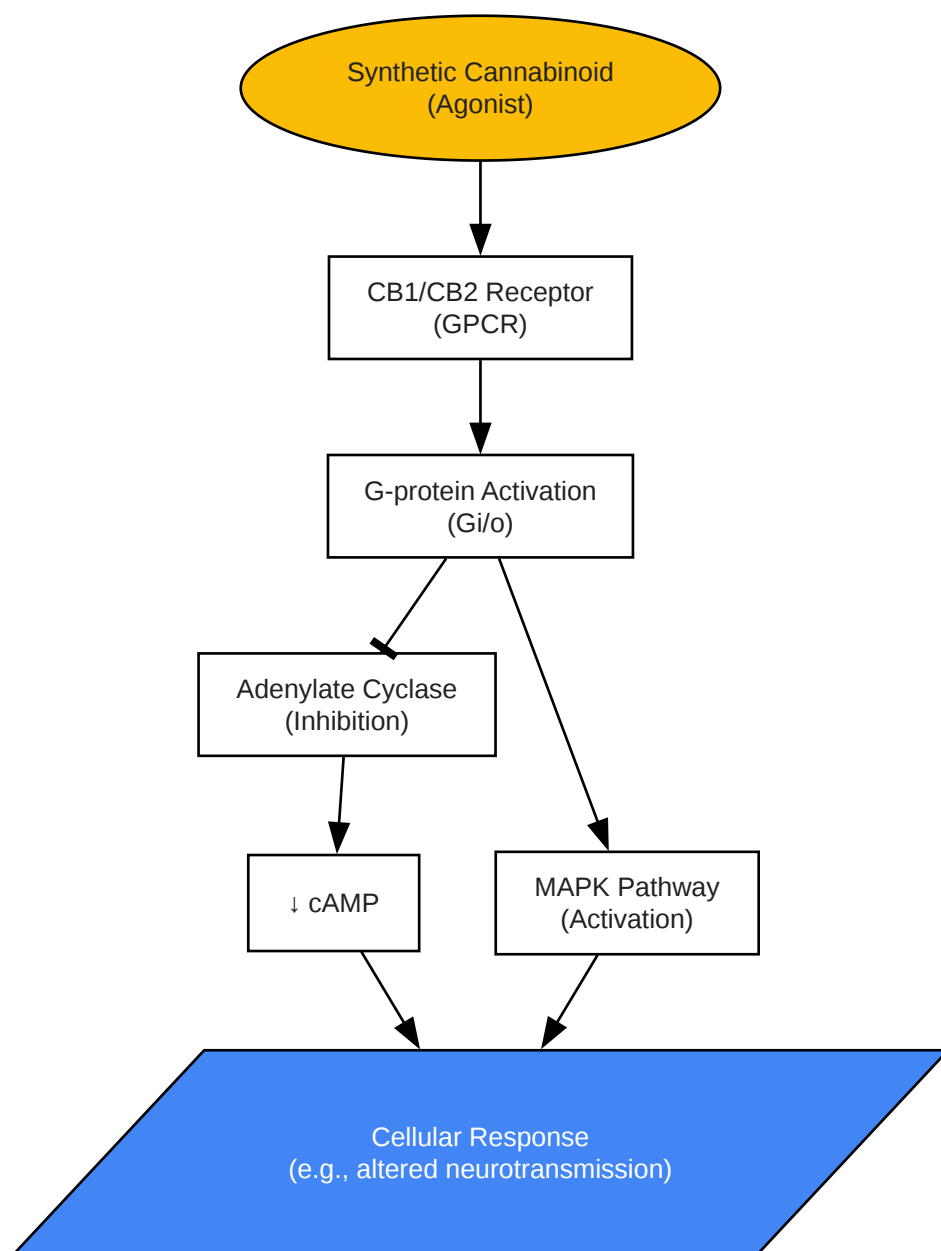 Synthetic Cannabinoid
(Agonist)
CB1/CB2 Receptor
(GPCR)
G-protein Activation
(Gi/o)
Adenylate Cyclase
(Inhibition)
↓ cAMP
MAPK Pathway
(Activation)
Cellular Response
(e.g., altered neurotransmission)